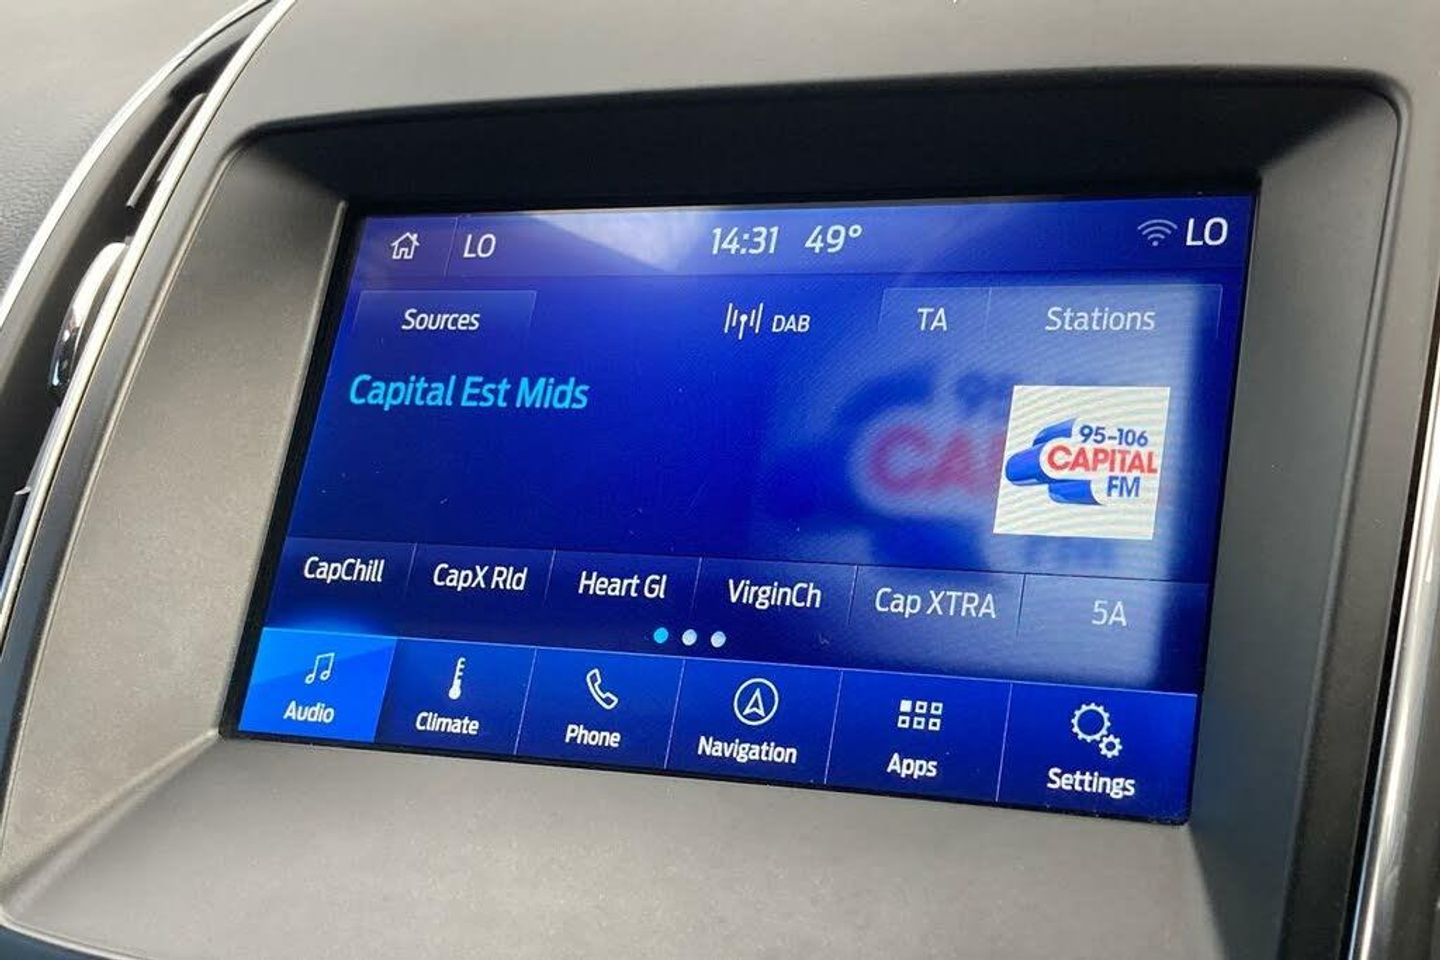 LO 14:31 49° LO
Sources DAB TA Stations
Capital Est Mids
95-106
CAPITAL
FM
CA
CapChill CapX Rld Heart Gl VirginCh Cap XTRA 5A
Audio Climate Phone Navigation Apps Settings